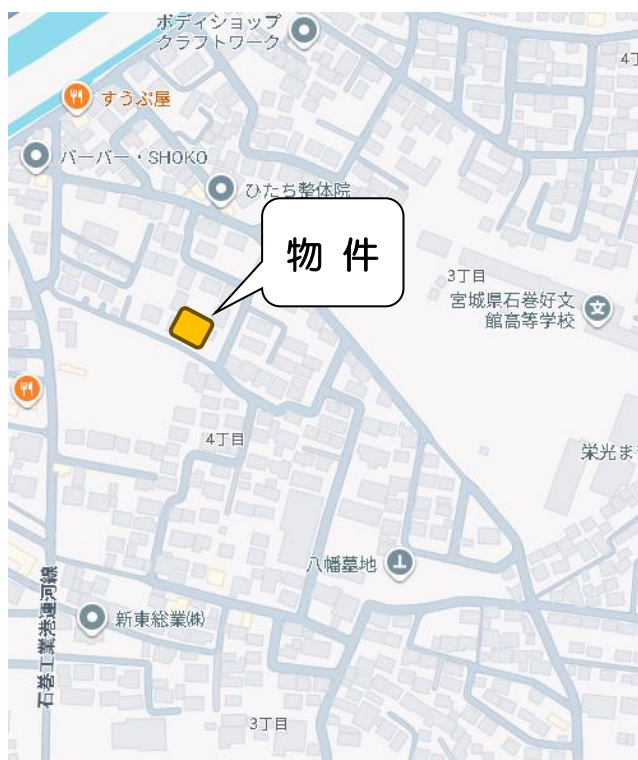 ボディショップ
クラフトワーク
4丁
すうぷ屋
バーバー・SHOKO
ひたち整体院
物 件
3丁目
宮城県石巻好文
館高等学校
4丁目
栄光ま
八幡墓地
石巻工業港運河線
新東総業㈱
3丁目